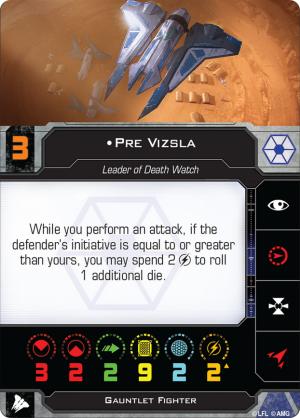 • Pre Vizsla
3
Leader of Death Watch
While you perform an attack, if the
defender's initiative is equal to or greater
than yours, you may spend 2 to roll
1 additional die.
3 2 2 9 2 2
Gauntlet Fighter
©LFL ©AMG